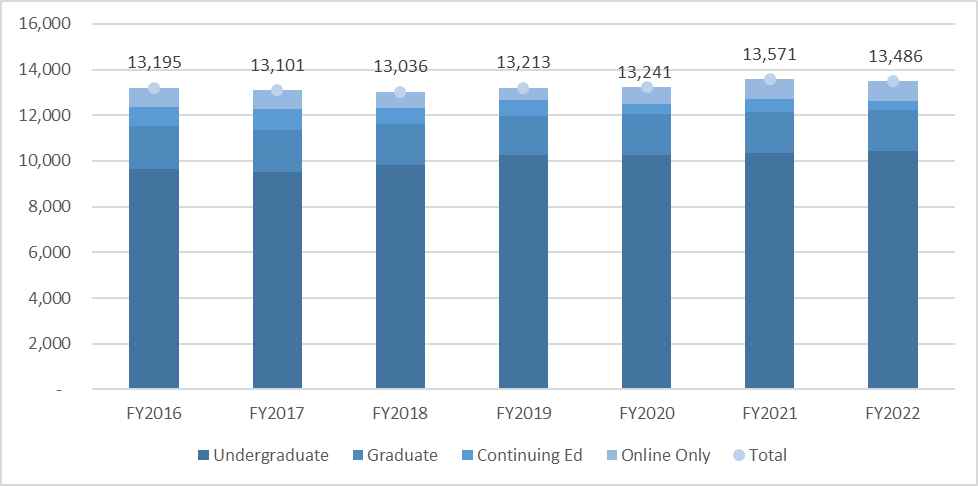 16,000
14,000
12,000
10,000
8,000
6,000
4,000
2,000
-
13,195
13,101
13,036
13,213
13,241
13,571
13,486
FY2016
FY2017
FY2018
FY2019
FY2020
FY2021
FY2022
Undergraduate Graduate Continuing Ed Online Only Total